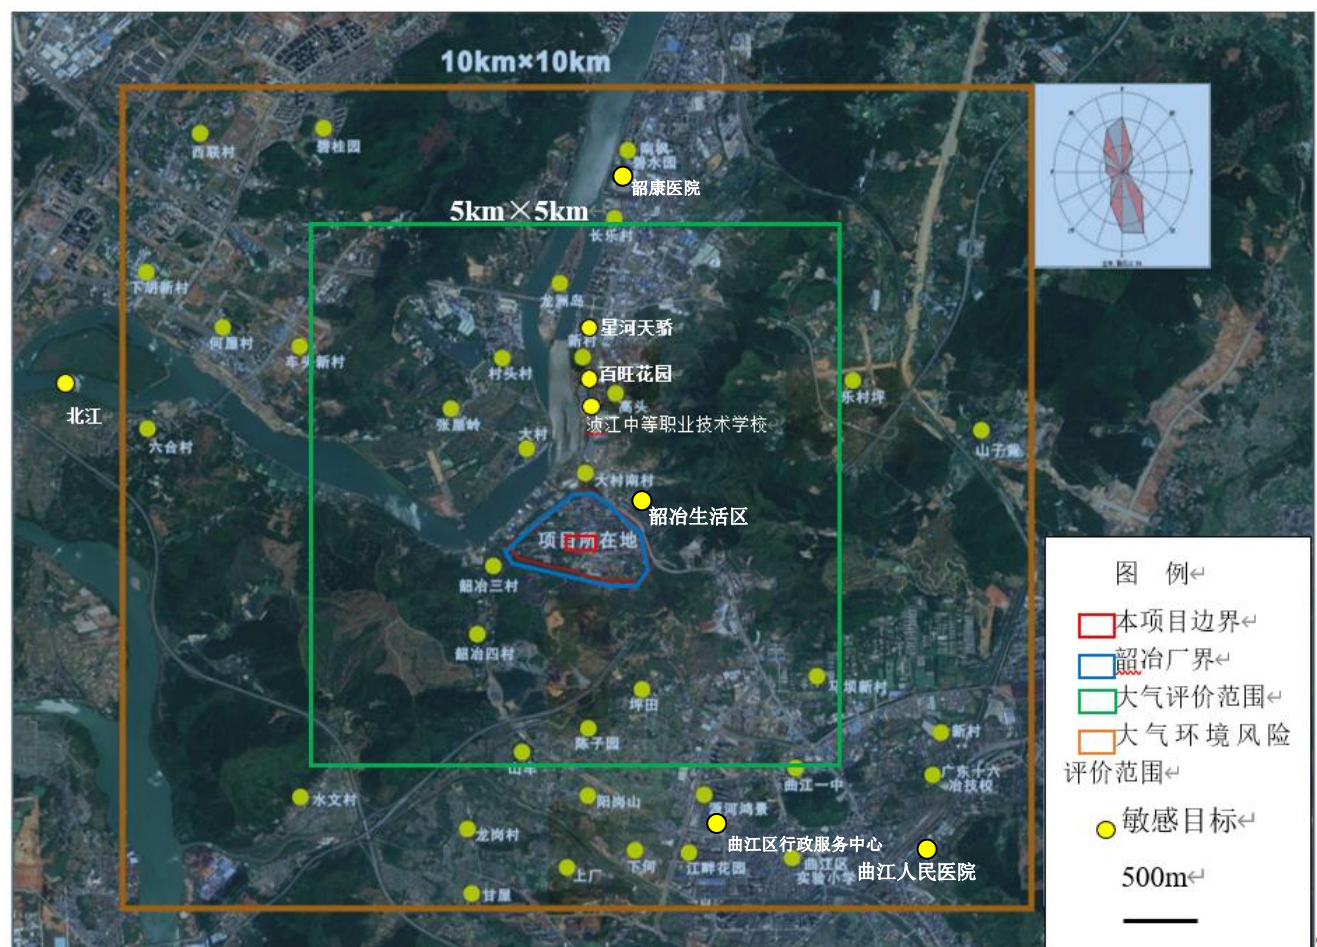 10km×10km
西联村
碧桂园
南枫
碧水园
韶康医院
5km×5km
长乐村
下胡新村
龙洲岛
星河天骄
新村
何屋村
车头新村
村头村
百旺花园
乐村坪
高头
北江
张屋岭
浈江中等职业技术学校
六合村
大村
山子背
大村南村
韶冶生活区
项目所在地
韶冶三村
韶冶四村
马坝新村
坪田
陈子园
新村
山车
曲江一中
广东十六
冶技校
水文村
阳岗山
源河鸿景
龙岗村
曲江区行政服务中心
下何
江畔花园
曲江区
实验小学
曲江人民医院
上厂
甘屋
图 例↵
本项目边界↵
韶冶厂界↵
大气评价范围↵
大气环境风险
评价范围↵
敏感目标↵
500m↵